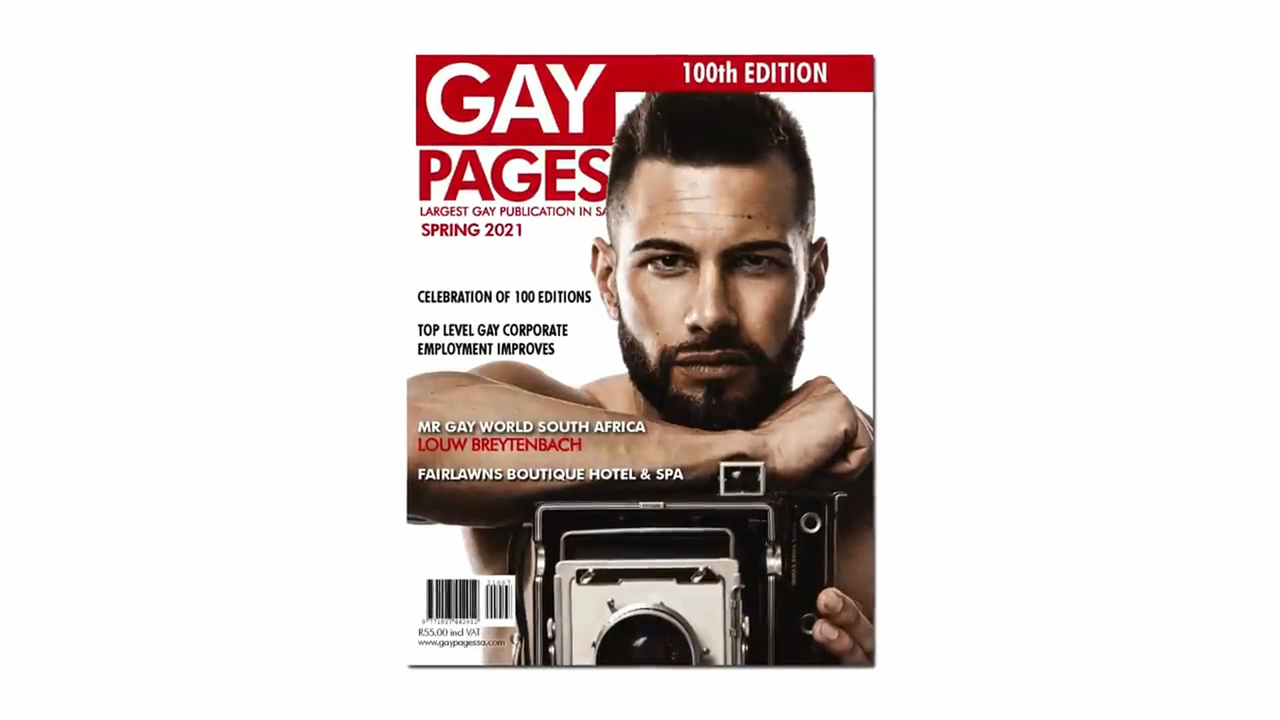 GAY
100th EDITION
PAGES
LARGEST GAY PUBLICATION IN SA
SPRING 2021
CELEBRATION OF 100 EDITIONS
TOP LEVEL GAY CORPORATE
EMPLOYMENT IMPROVES
MR GAY WORLD SOUTH AFRICA
LOUW BREYTENBACH
FAIRLAWNS BOUTIQUE HOTEL & SPA
R55.00 incl VAT
www.gaypagessa.com